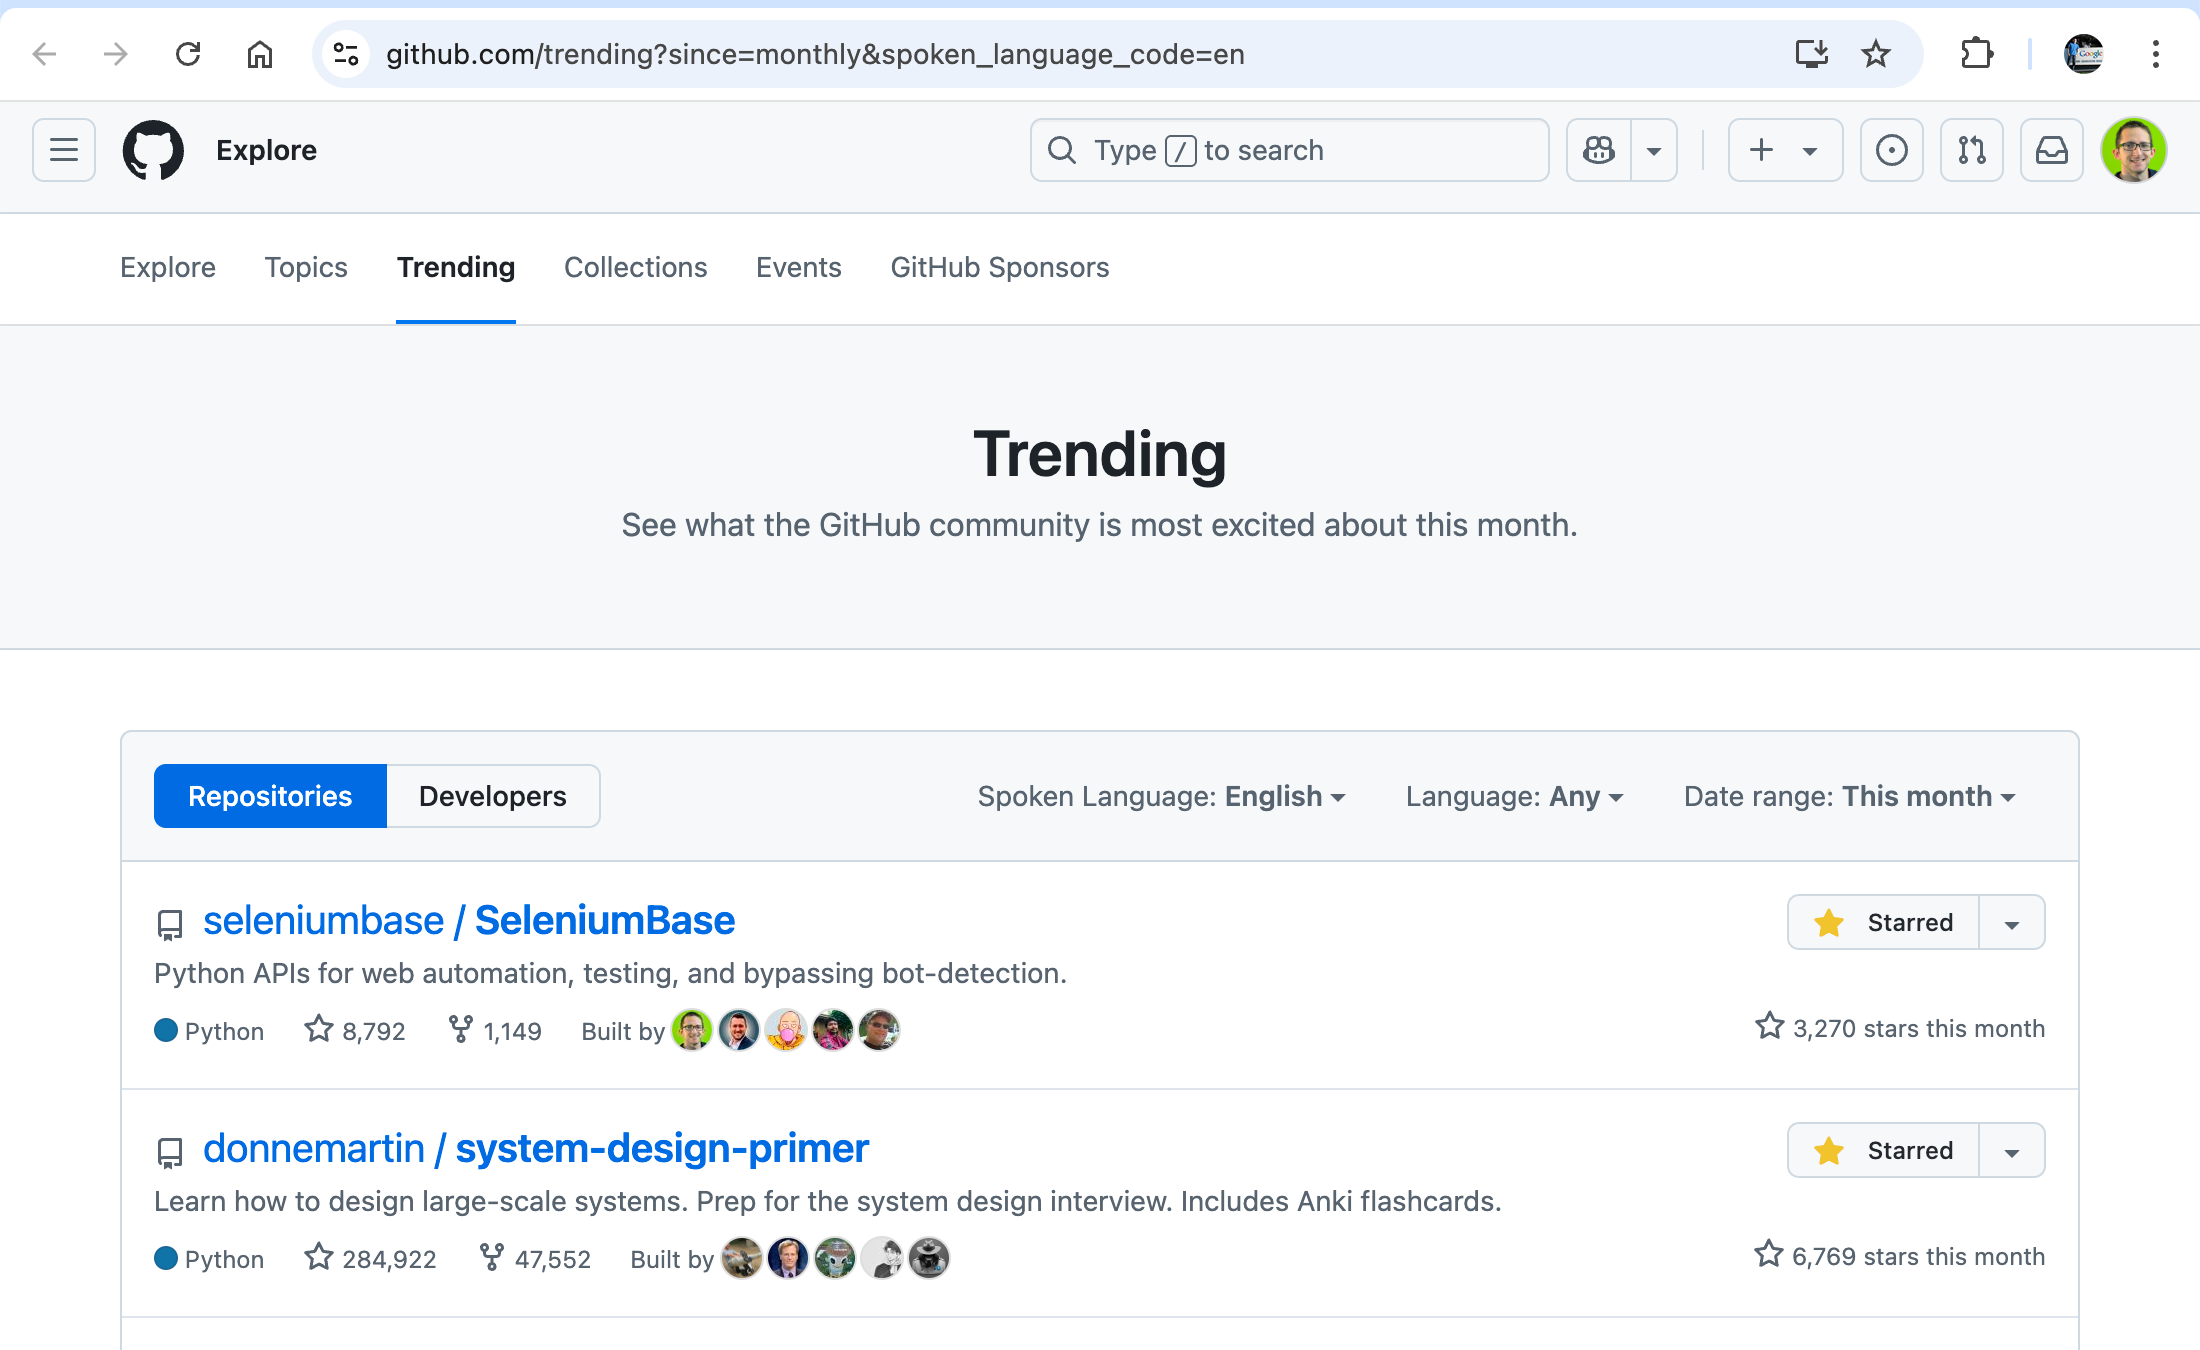 github.com/trending?since=monthly&spoken_language_code=en
Explore
Type / to search
Explore Topics Trending Collections Events GitHub Sponsors
Trending
See what the GitHub community is most excited about this month.
Repositories Developers Spoken Language: English Language: Any Date range: This month
seleniumbase / SeleniumBase Starred
Python APIs for web automation, testing, and bypassing bot-detection.
Python 8,792 1,149 Built by 3,270 stars this month
donnemartin / system-design-primer Starred
Learn how to design large-scale systems. Prep for the system design interview. Includes Anki flashcards.
Python 284,922 47,552 Built by 6,769 stars this month